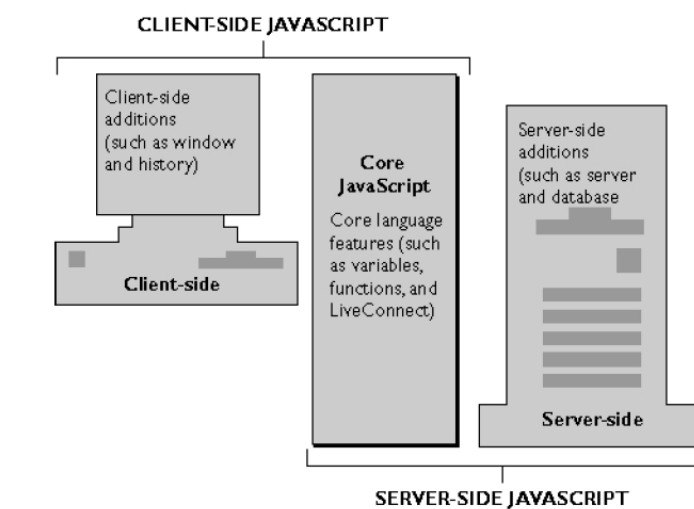 CLIENT-SIDE JAVASCRIPT
Client-side
additions
(such as window
and history)
Client-side
Core
JavaScript
Core language
features (such
as variables,
functions, and
LiveConnect)
Server-side
additions
(such as server
and database
Server-side
SERVER-SIDE JAVASCRIPT